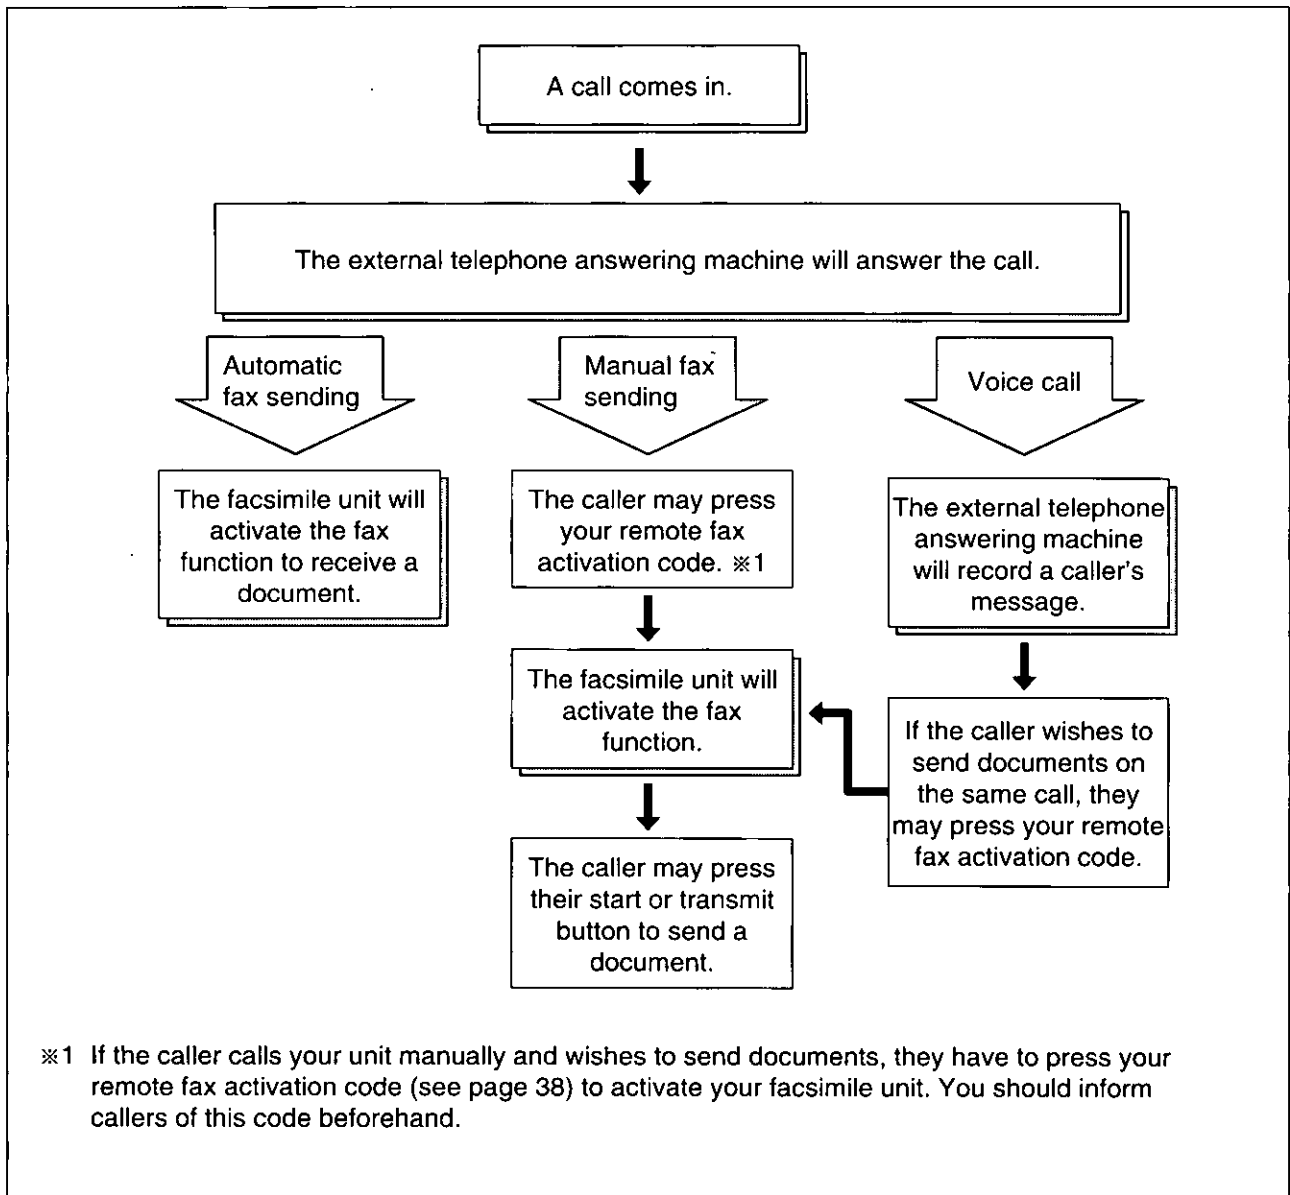 A call comes in.
The external telephone answering machine will answer the call.
Automatic
fax sending
Manual fax
sending
Voice call
The facsimile unit will
activate the fax
function to receive a
document.
The caller may press
your remote fax
activation code. ※1
The external telephone
answering machine
will record a caller's
message.
The facsimile unit will
activate the fax
function.
If the caller wishes to
send documents on
the same call, they
may press your remote
fax activation code.
The caller may press
their start or transmit
button to send a
document.
※1 If the caller calls your unit manually and wishes to send documents, they have to press your
remote fax activation code (see page 38) to activate your facsimile unit. You should inform
callers of this code beforehand.